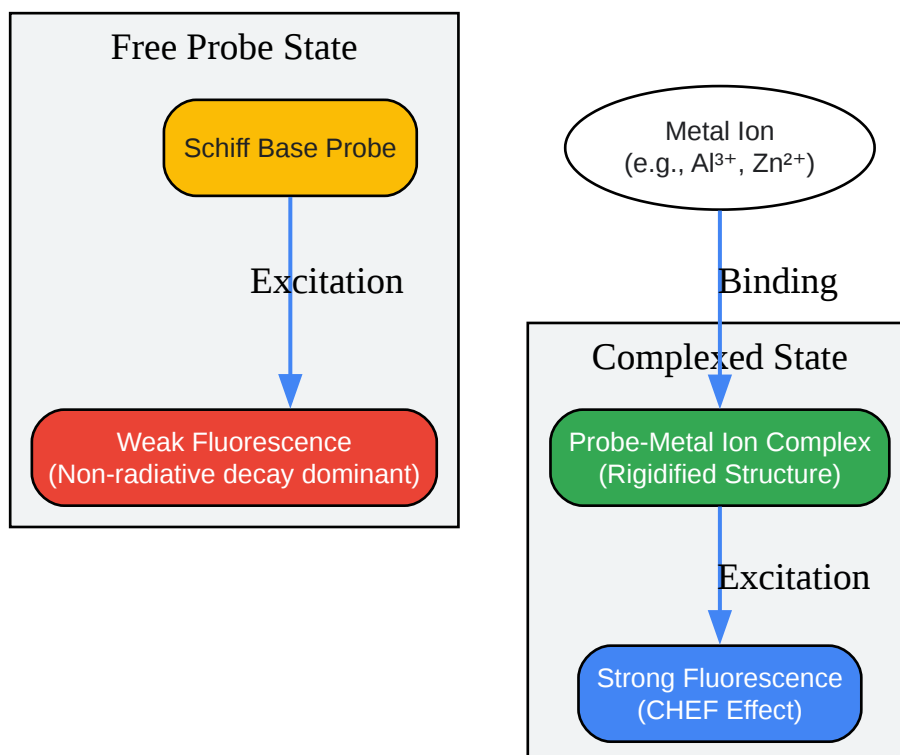 Free Probe State
Schiff Base Probe
Excitation
Weak Fluorescence
(Non-radiative decay dominant)
Metal Ion
(e.g., Al³⁺, Zn²⁺)
Binding
Complexed State
Probe-Metal Ion Complex
(Rigidified Structure)
Excitation
Strong Fluorescence
(CHEF Effect)